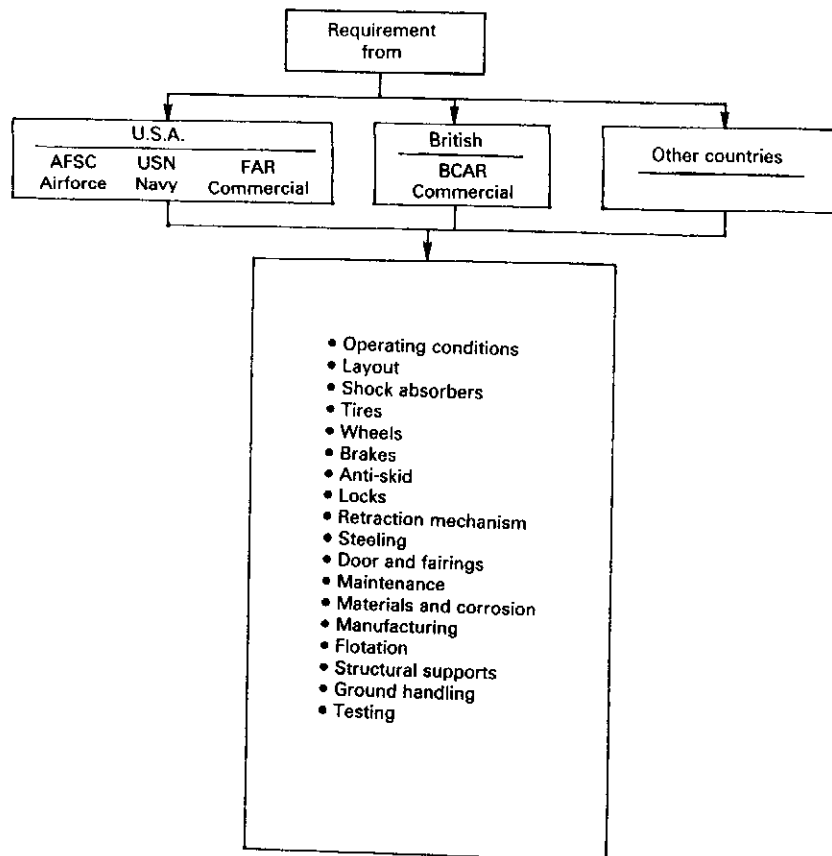 Requirement
from
U.S.A.
AFSC USN FAR
Airforce Navy Commercial
British
BCAR
Commercial
Other countries
• Operating conditions
• Layout
• Shock absorbers
• Tires
• Wheels
• Brakes
• Anti-skid
• Locks
• Retraction mechanism
• Steeling
• Door and fairings
• Maintenance
• Materials and corrosion
• Manufacturing
• Flotation
• Structural supports
• Ground handling
• Testing